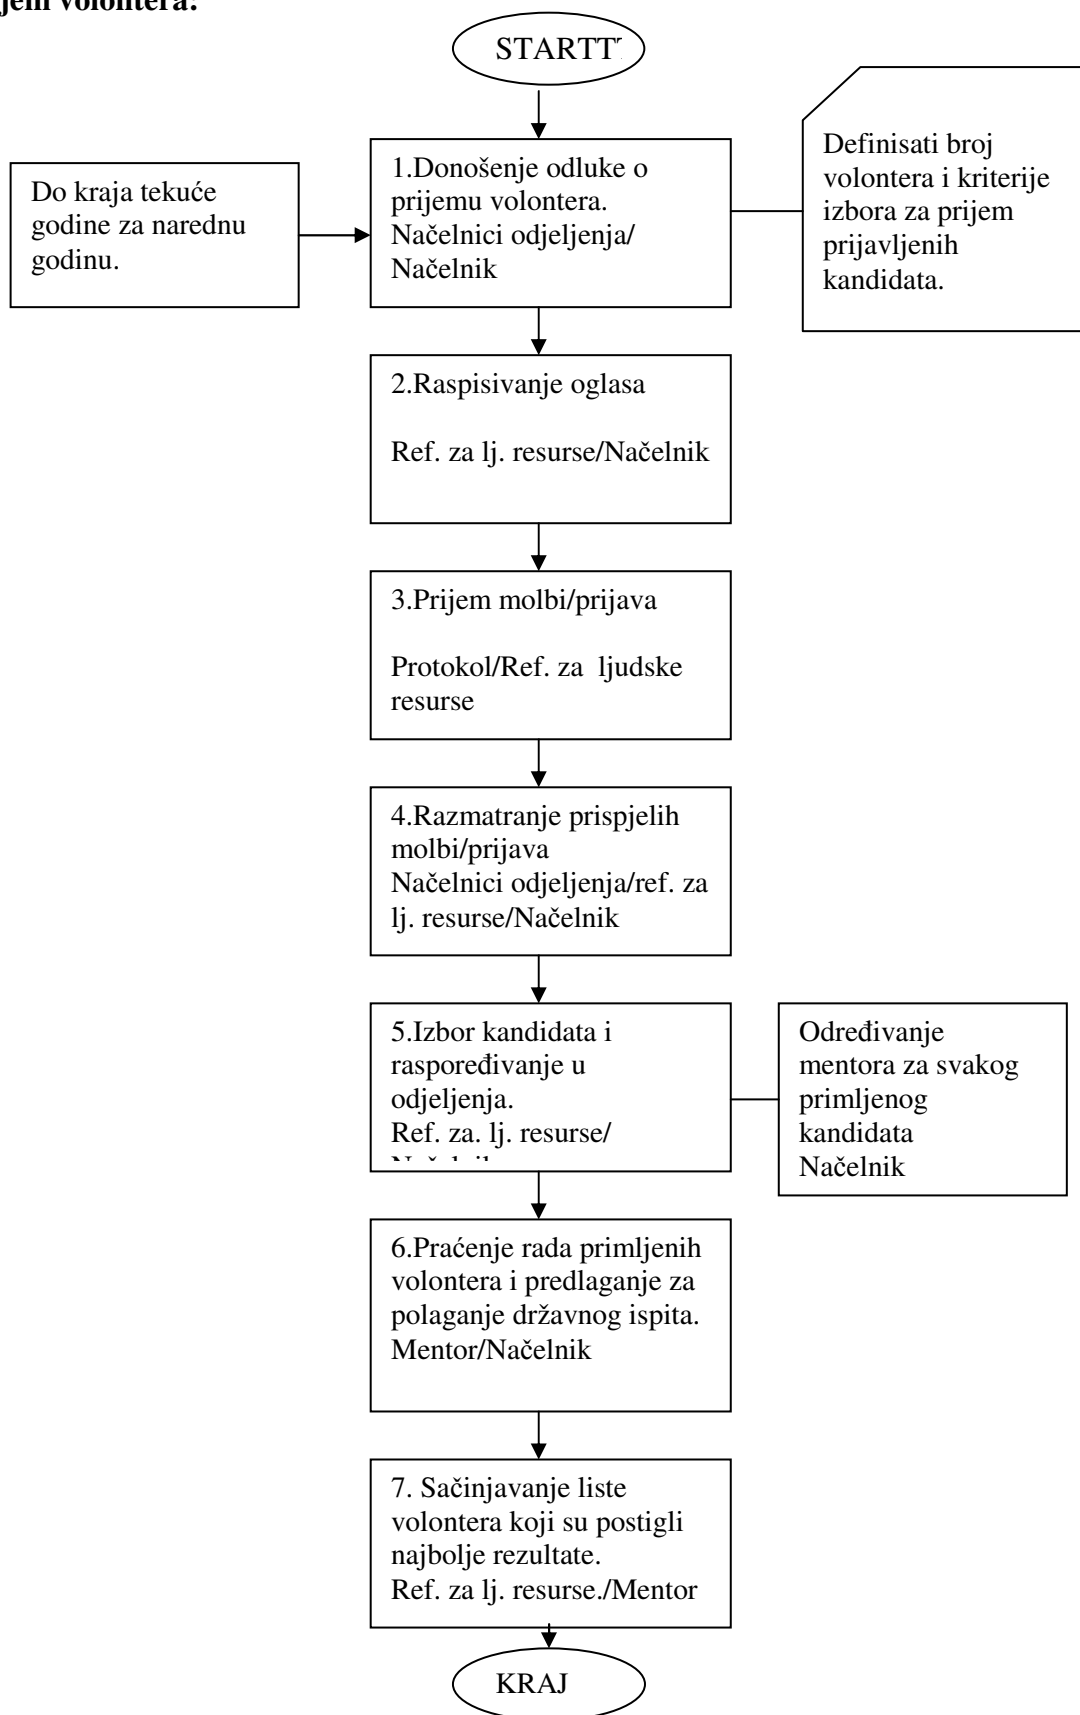 volontera:
START
1.Donošenje odluke o
prijemu volontera.
Načelnici odjeljenja/
Načelnik
Do kraja tekuće
godine za narednu
godinu.
Definisati broj
volontera i kriterije
izbora za prijem
prijavljenih
kandidata.
2.Raspisivanje oglasa
Ref. za lj. resurse/Načelnik
3.Prijem molbi/prijava
Protokol/Ref. za ljudske
resurse
4.Razmatranje prispjelih
molbi/prijava
Načelnici odjeljenja/ref. za
lj. resurse/Načelnik
5.Izbor kandidata i
raspoređivanje u
odjeljenja.
Ref. za. lj. resurse/
Određivanje
mentora za svakog
primljenog
kandidata
Načelnik
6.Praćenje rada primljenih
volontera i predlaganje za
polaganje državnog ispita.
Mentor/Načelnik
7. Sačinjavanje liste
volontera koji su postigli
najbolje rezultate.
Ref. za lj. resurse./Mentor
KRAJ